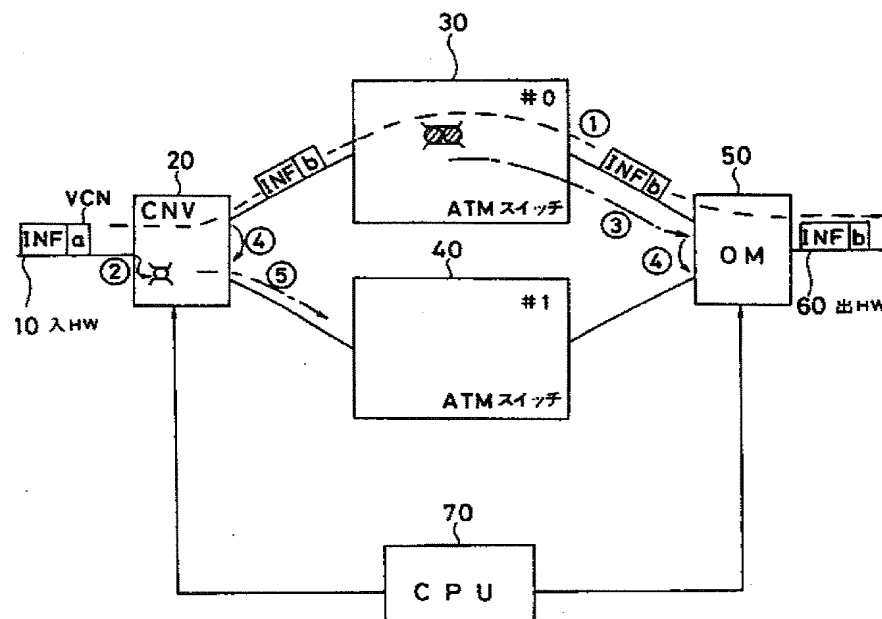 30
#0
①
INF b
ATMスイッチ
20
VCN
CNV
INF a
②
④
⑤
10 入HW
INF b
③
④
50
OM
INF b
60 出HW
40
#1
ATMスイッチ
70
CPU